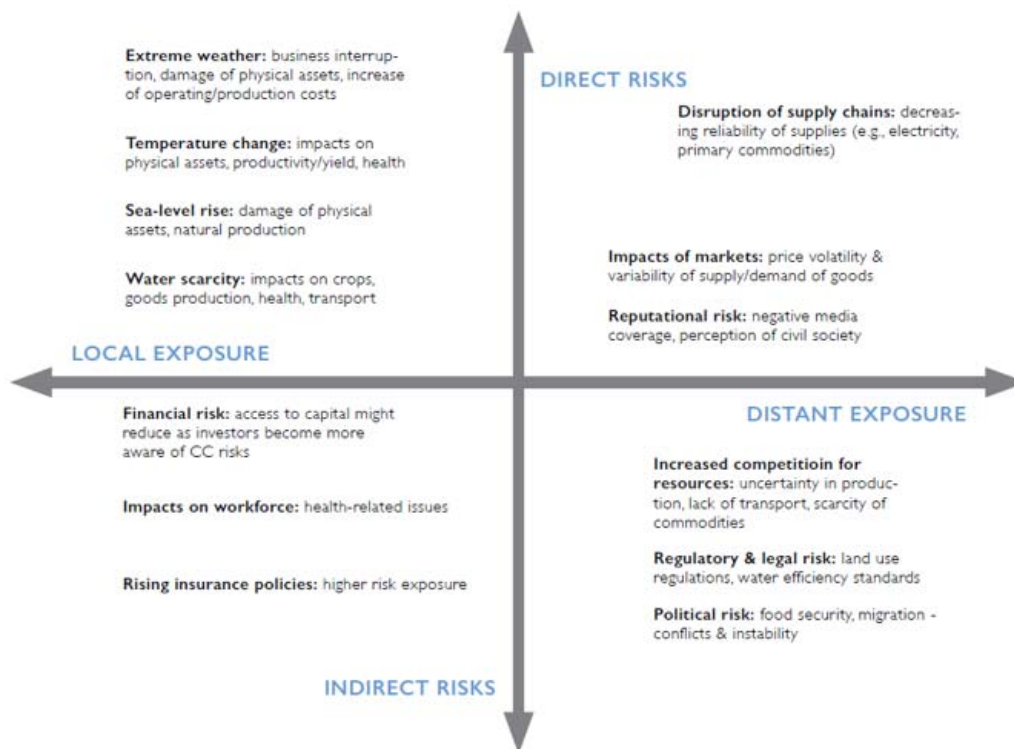 Extreme weather: business interrup-
tion, damage of physical assets, increase
of operating/production costs
Temperature change: impacts on
physical assets, productivity/yield, health
Sea-level rise: damage of physical
assets, natural production
Water scarcity: impacts on crops,
goods production, health, transport
LOCAL EXPOSURE
DIRECT RISKS
Disruption of supply chains: decreas-
ing reliability of supplies (e.g., electricity,
primary commodities)
Impacts of markets: price volatility &
variability of supply/demand of goods
Reputational risk: negative media
coverage, perception of civil society
Financial risk: access to capital might
reduce as investors become more
aware of CC risks
Impacts on workforce: health-related issues
Rising insurance policies: higher risk exposure
INDIRECT RISKS
DISTANT EXPOSURE
Increased competitioin for
resources: uncertainty in produc-
tion, lack of transport, scarcity of
commodities
Regulatory & legal risk: land use
regulations, water efficiency standards
Political risk: food security, migration -
conflicts & instability